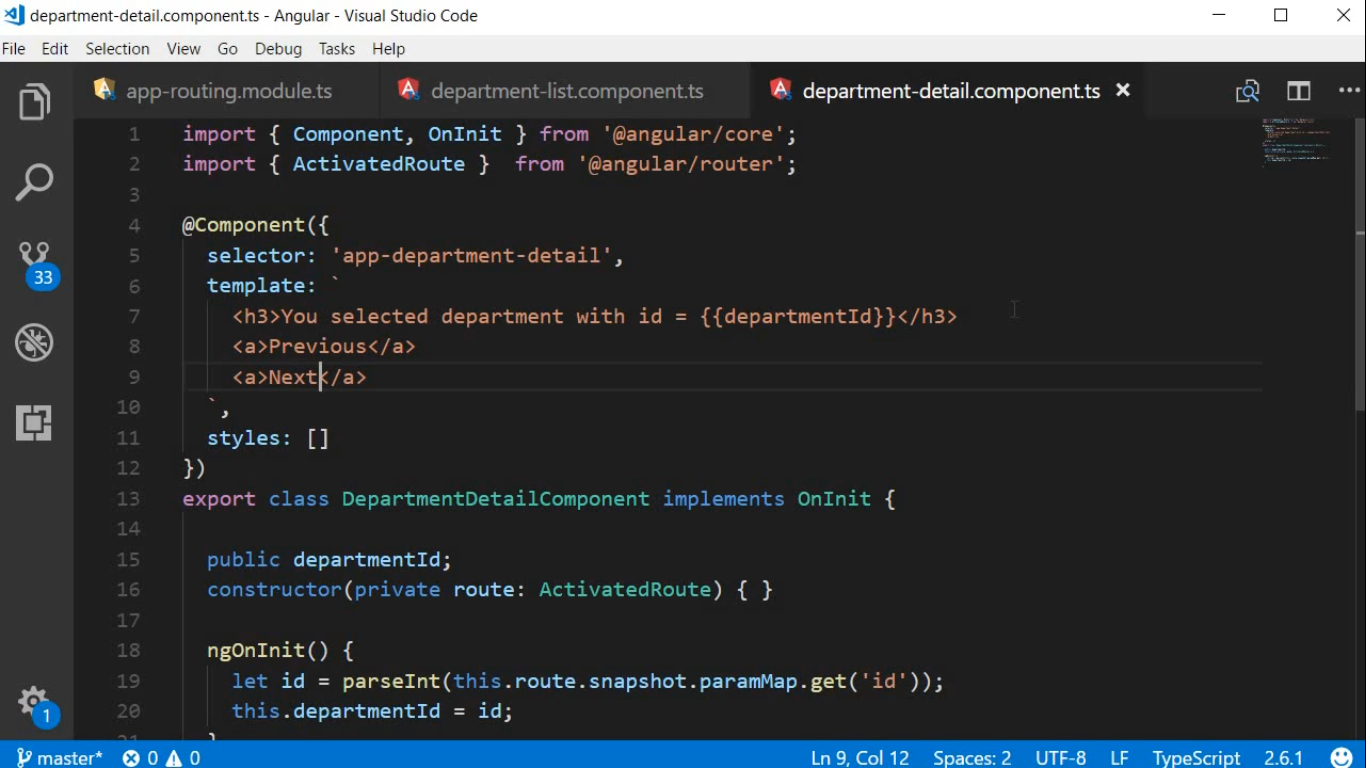 department-detail.component.ts - Angular - Visual Studio Code
File Edit Selection View Go Debug Tasks Help
app-routing.module.ts department-list.component.ts department-detail.component.ts
1 import { Component, OnInit } from '@angular/core';
2 import { ActivatedRoute }  from '@angular/router';
3
4 @Component({
5   selector: 'app-department-detail',
6   template: `
7     <h3>You selected department with id = {{departmentId}}</h3>
8     <a>Previous</a>
9     <a>Next</a>
10   `,
11   styles: []
12 })
13 export class DepartmentDetailComponent implements OnInit {
14
15   public departmentId;
16   constructor(private route: ActivatedRoute) { }
17
18   ngOnInit() {
19     let id = parseInt(this.route.snapshot.paramMap.get('id'));
20     this.departmentId = id;
21   }
33
1
master* 0 0 Ln 9, Col 12 Spaces: 2 UTF-8 LF TypeScript 2.6.1